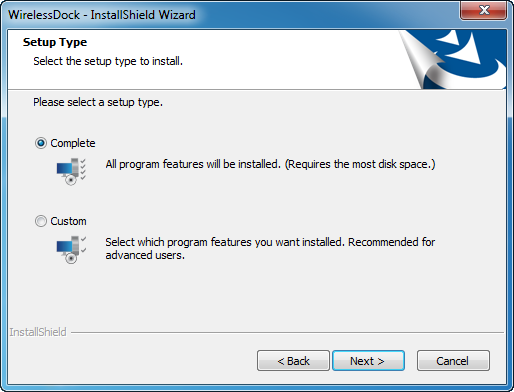 WirelessDock - InstallShield Wizard
Setup Type
Select the setup type to install.
Please select a setup type.
Complete
All program features will be installed. (Requires the most disk space.)
Custom
Select which program features you want installed. Recommended for
advanced users.
InstallShield
< Back
Next >
Cancel